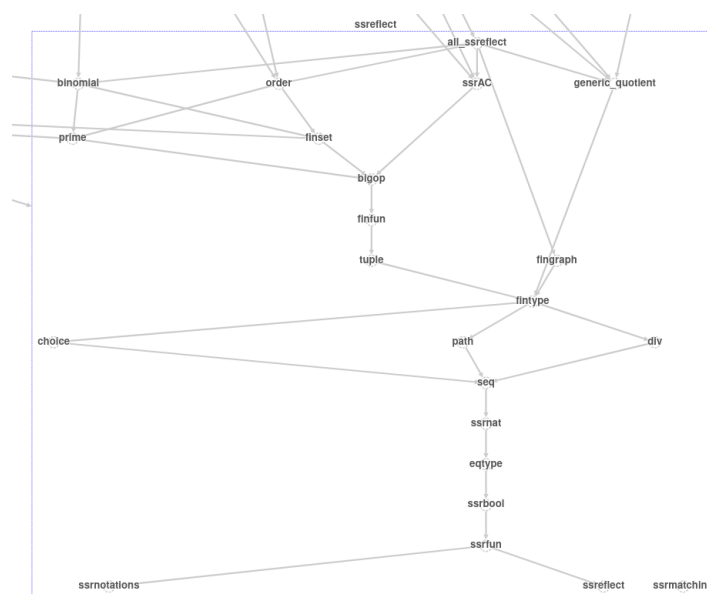 ssreflect
all_ssreflect
binomial
order
ssrAC
generic_quotient
prime
finset
bigop
finfun
tuple
fingraph
fintype
choice
path
div
seq
ssrnat
eqtype
ssrbool
ssrfun
ssrnotations
ssreflect
ssrmatchin